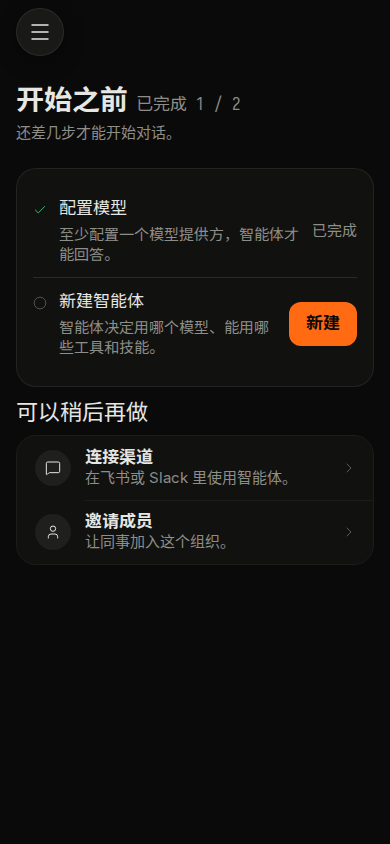 开始之前 已完成 1 / 2
还差几步才能开始对话。
配置模型
至少配置一个模型提供方，智能体才
能回答。
已完成
新建智能体
智能体决定用哪个模型、能用哪
些工具和技能。
新建
可以稍后再做
连接渠道
在飞书或 Slack 里使用智能体。
邀请成员
让同事加入这个组织。